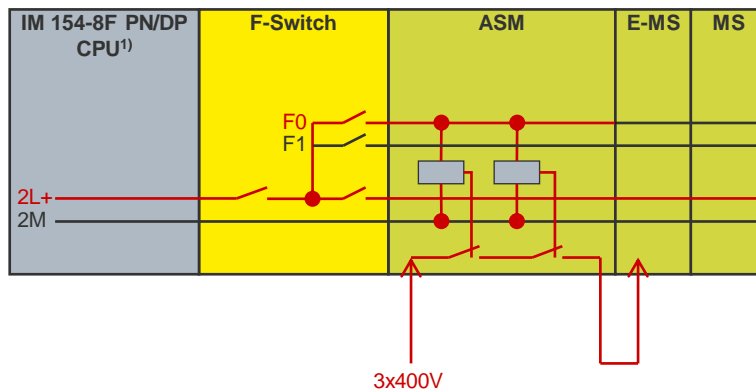 IM 154-8F PN/DP
CPU¹⁾
F-Switch
ASM
E-MS
MS
F0
F1
2L+
2M
3x400V